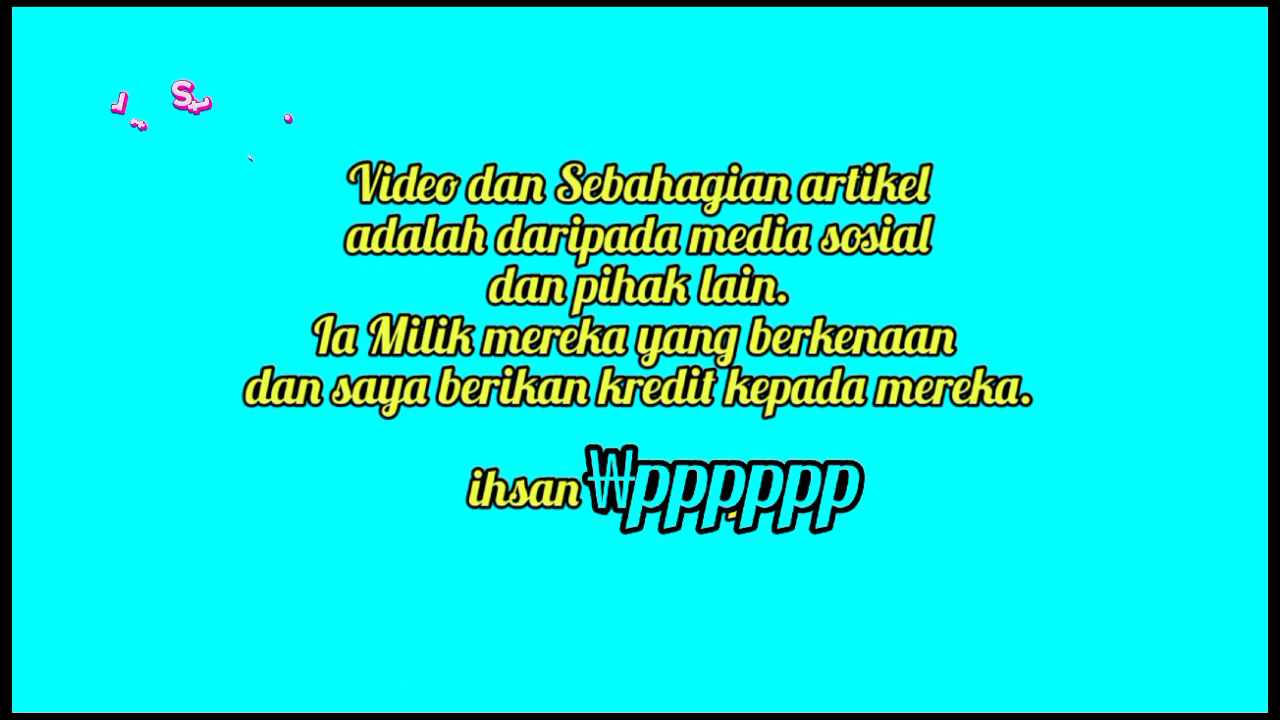 Video dan Sebahagian artikel
adalah daripada media sosial
dan pihak lain.
Ia Milik mereka yang berkenaan
dan saya berikan kredit kepada mereka.
ihsan ₩pppppp